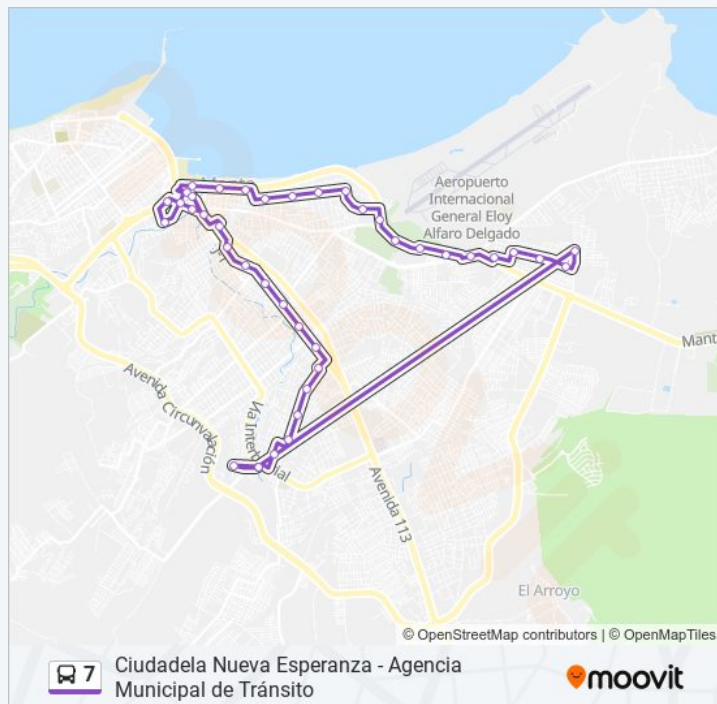 Manta
Aeropuerto
Internacional
General Eloy
Alfaro Delgado
Mant
Avenida Circunvalación
Vía Interbarrial
Avenida 113
El Arroyo
© OpenStreetMap contributors | © OpenMapTiles
7
Ciudadela Nueva Esperanza - Agencia
Municipal de Tránsito
moovit